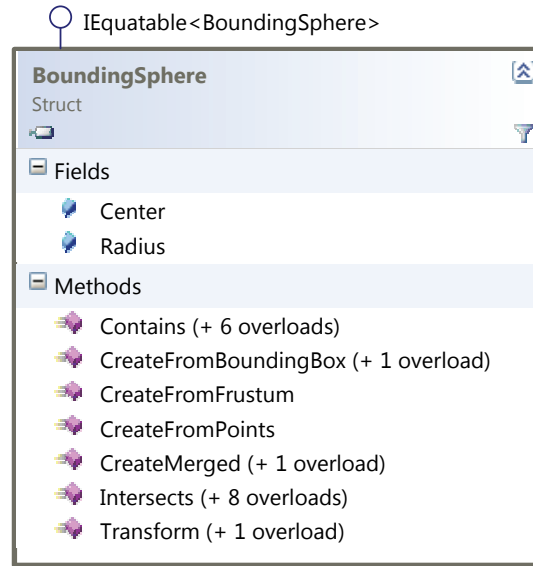 IEquatable<BoundingSphere>
BoundingSphere
Struct
Fields
Center
Radius
Methods
Contains (+ 6 overloads)
CreateFromBoundingBox (+ 1 overload)
CreateFromFrustum
CreateFromPoints
CreateMerged (+ 1 overload)
Intersects (+ 8 overloads)
Transform (+ 1 overload)